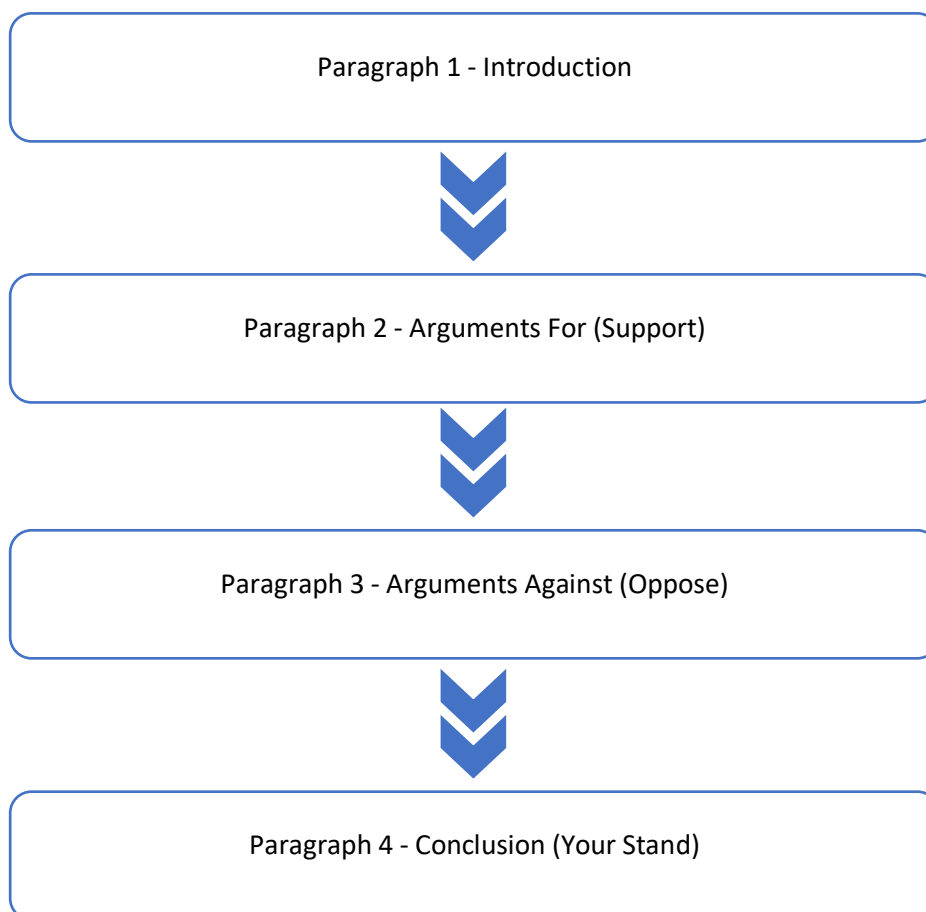 Paragraph 1 - Introduction
Paragraph 2 - Arguments For (Support)
Paragraph 3 - Arguments Against (Oppose)
Paragraph 4 - Conclusion (Your Stand)